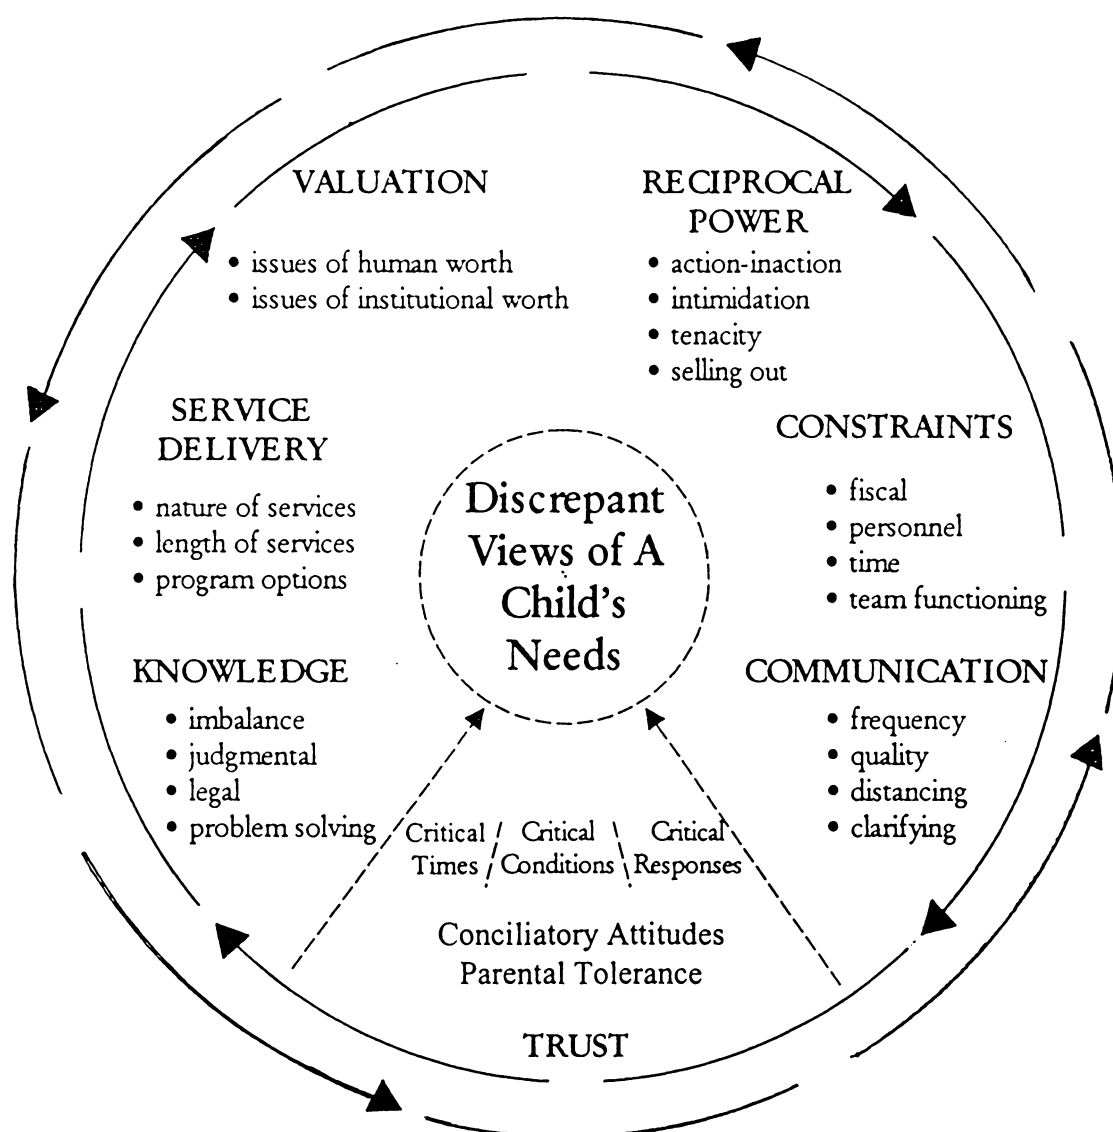 VALUATION
• issues of human worth
• issues of institutional worth
RECIPROCAL
POWER
• action-inaction
• intimidation
• tenacity
• selling out
SERVICE
DELIVERY
• nature of services
• length of services
• program options
CONSTRAINTS
• fiscal
• personnel
• time
• team functioning
Discrepant
Views of A
Child's
Needs
KNOWLEDGE
• imbalance
• judgmental
• legal
• problem solving
COMMUNICATION
• frequency
• quality
• distancing
• clarifying
Critical
Times
Critical
Conditions
Critical
Responses
Conciliatory Attitudes
Parental Tolerance
TRUST